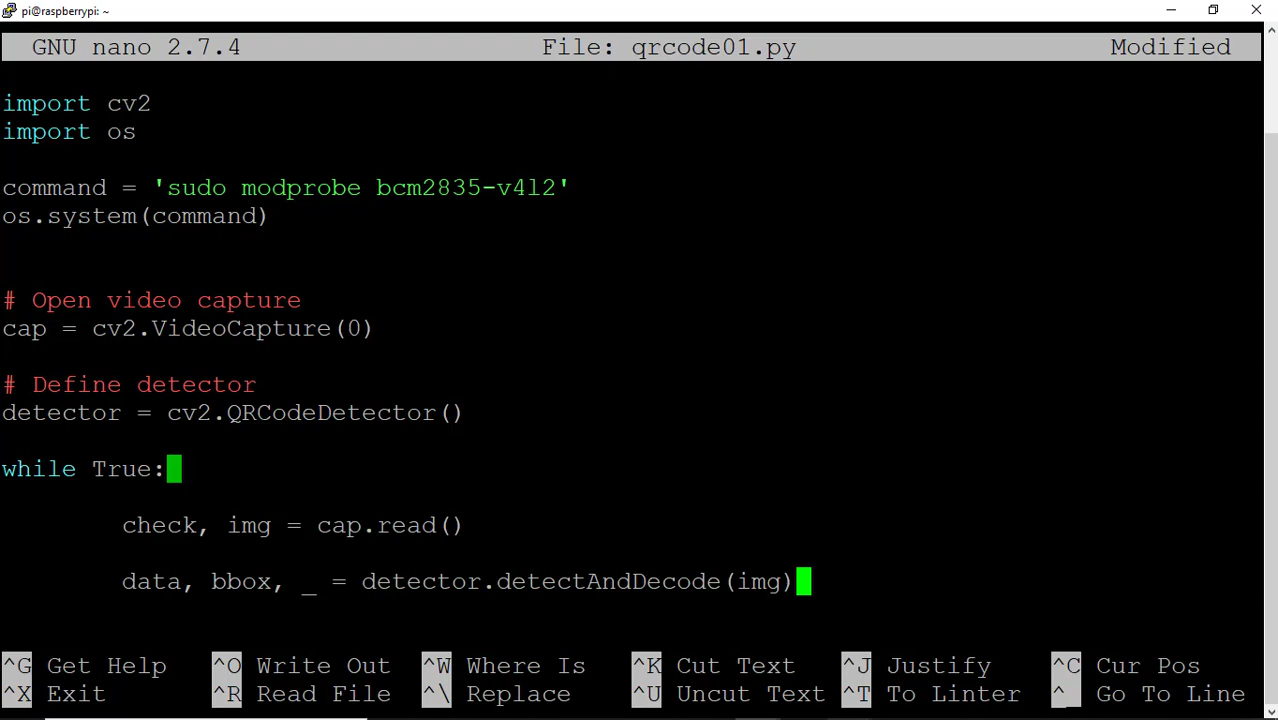 pi@raspberrypi: ~
GNU nano 2.7.4 File: qrcode01.py Modified
import cv2
import os
command = 'sudo modprobe bcm2835-v4l2'
os.system(command)
# Open video capture
cap = cv2.VideoCapture(0)
# Define detector
detector = cv2.QRCodeDetector()
while True:
check, img = cap.read()
data, bbox, _ = detector.detectAndDecode(img)
^G Get Help ^O Write Out ^W Where Is ^K Cut Text ^J Justify ^C Cur Pos
^X Exit ^R Read File ^\ Replace ^U Uncut Text ^T To Linter ^_ Go To Line